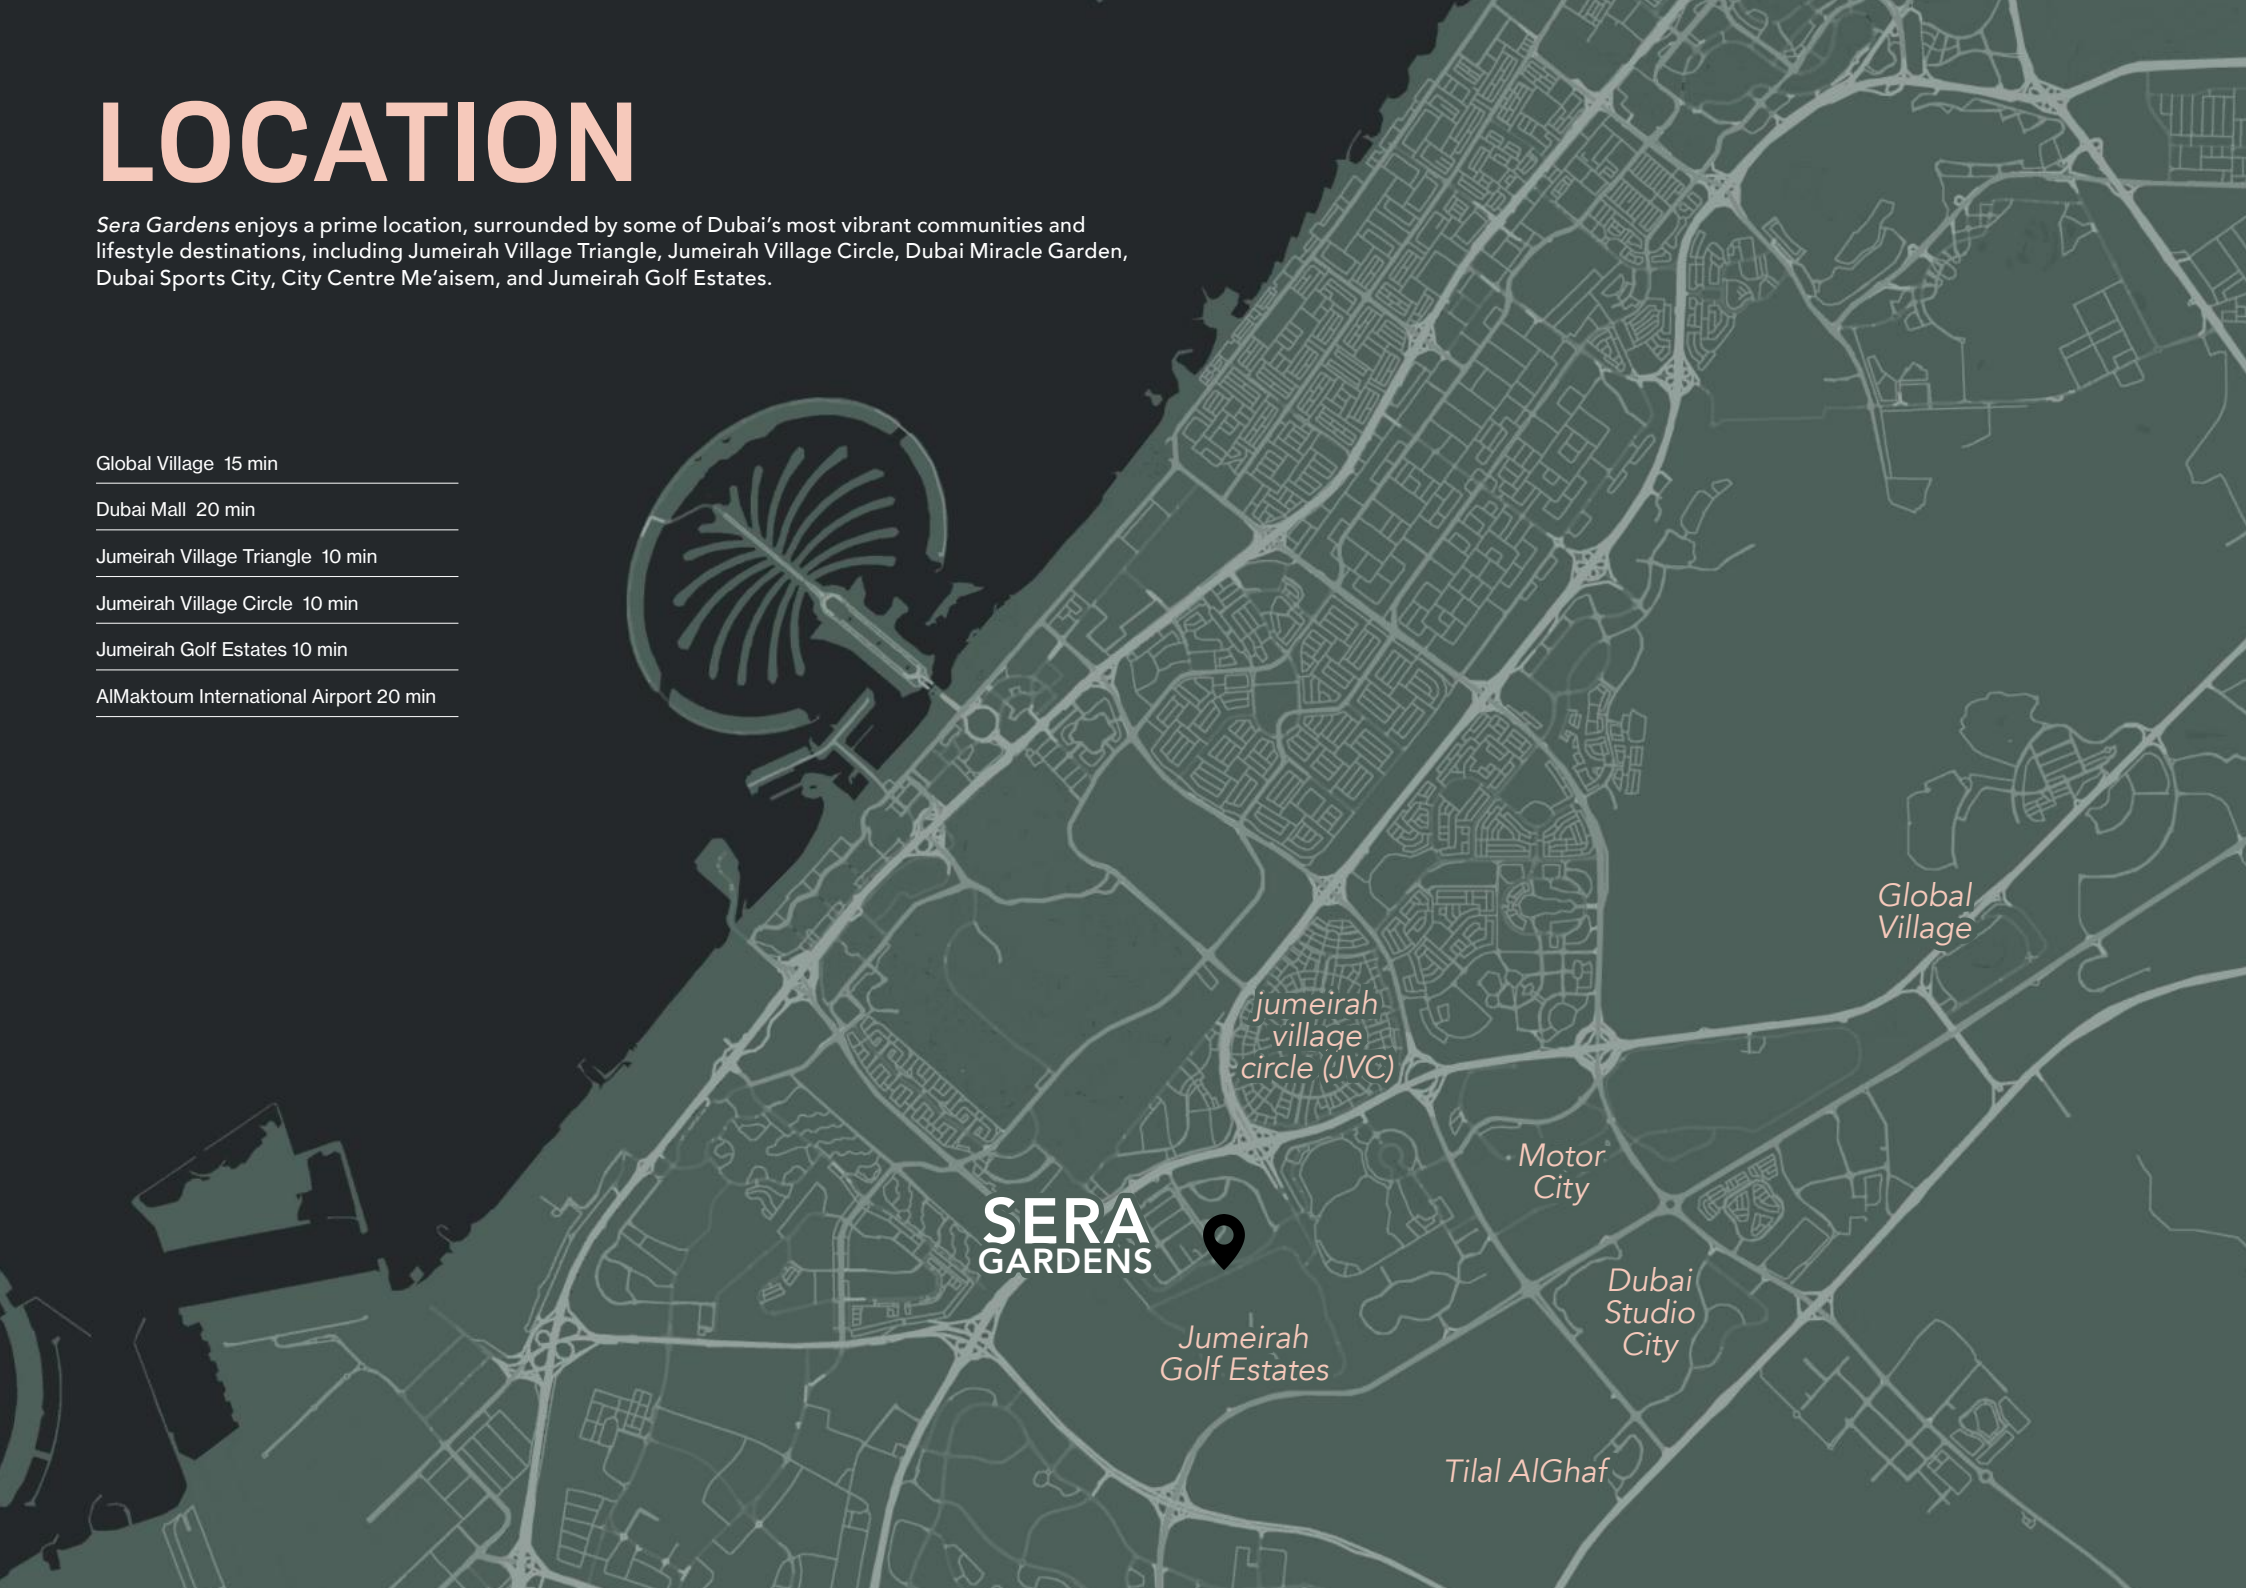 LOCATION
Sera Gardens enjoys a prime location, surrounded by some of Dubai’s most vibrant communities and
lifestyle destinations, including Jumeirah Village Triangle, Jumeirah Village Circle, Dubai Miracle Garden,
Dubai Sports City, City Centre Me’aisem, and Jumeirah Golf Estates.
Global Village 15 min
Dubai Mall 20 min
Jumeirah Village Triangle 10 min
Jumeirah Village Circle 10 min
Jumeirah Golf Estates 10 min
AlMaktoum International Airport 20 min
Global
Village
jumeirah
village
circle (JVC)
Motor
City
SERA
GARDENS
Dubai
Studio
City
Jumeirah
Golf Estates
Tilal AlGhaf